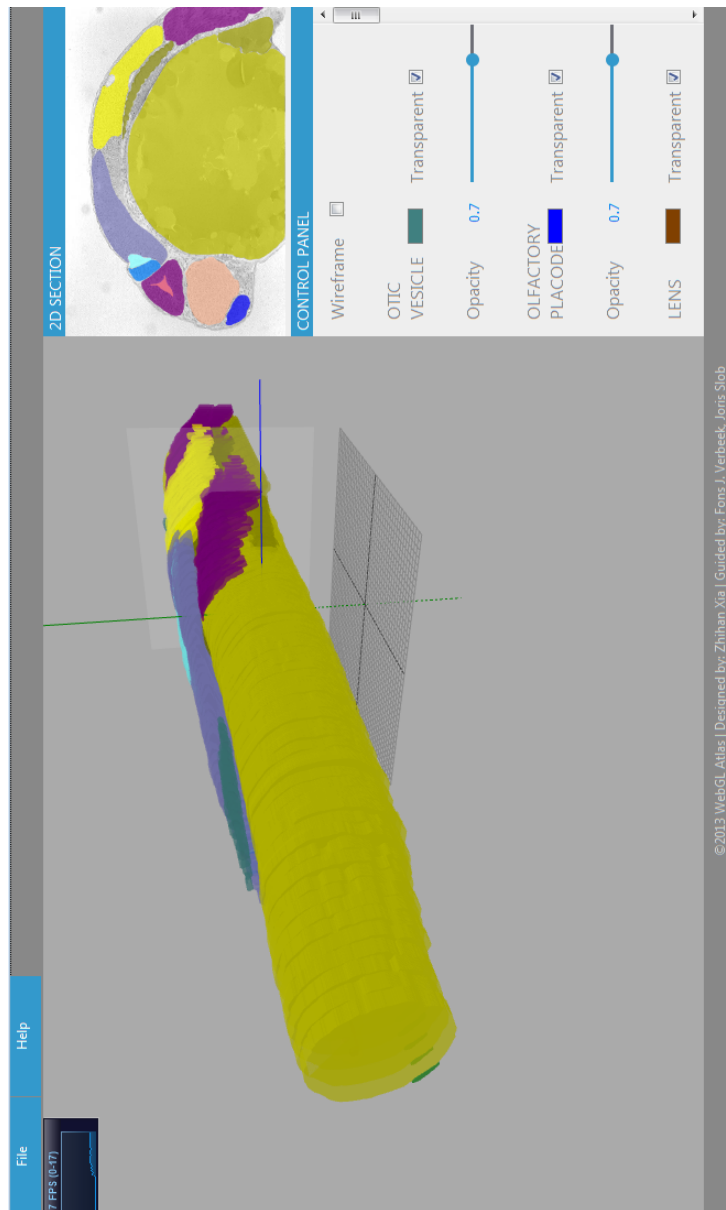 File
Help
7 FPS (0-17)
2D SECTION
CONTROL PANEL
Wireframe
OTIC
VESICLE
Transparent
Opacity
0.7
OLFACTORY
PLACODE
Transparent
Opacity
0.7
LENS
Transparent
©2013 WebGL Atlas | Designed by: Zhihan Xia | Guided by: Fons J. Verbeek, Joris Slob